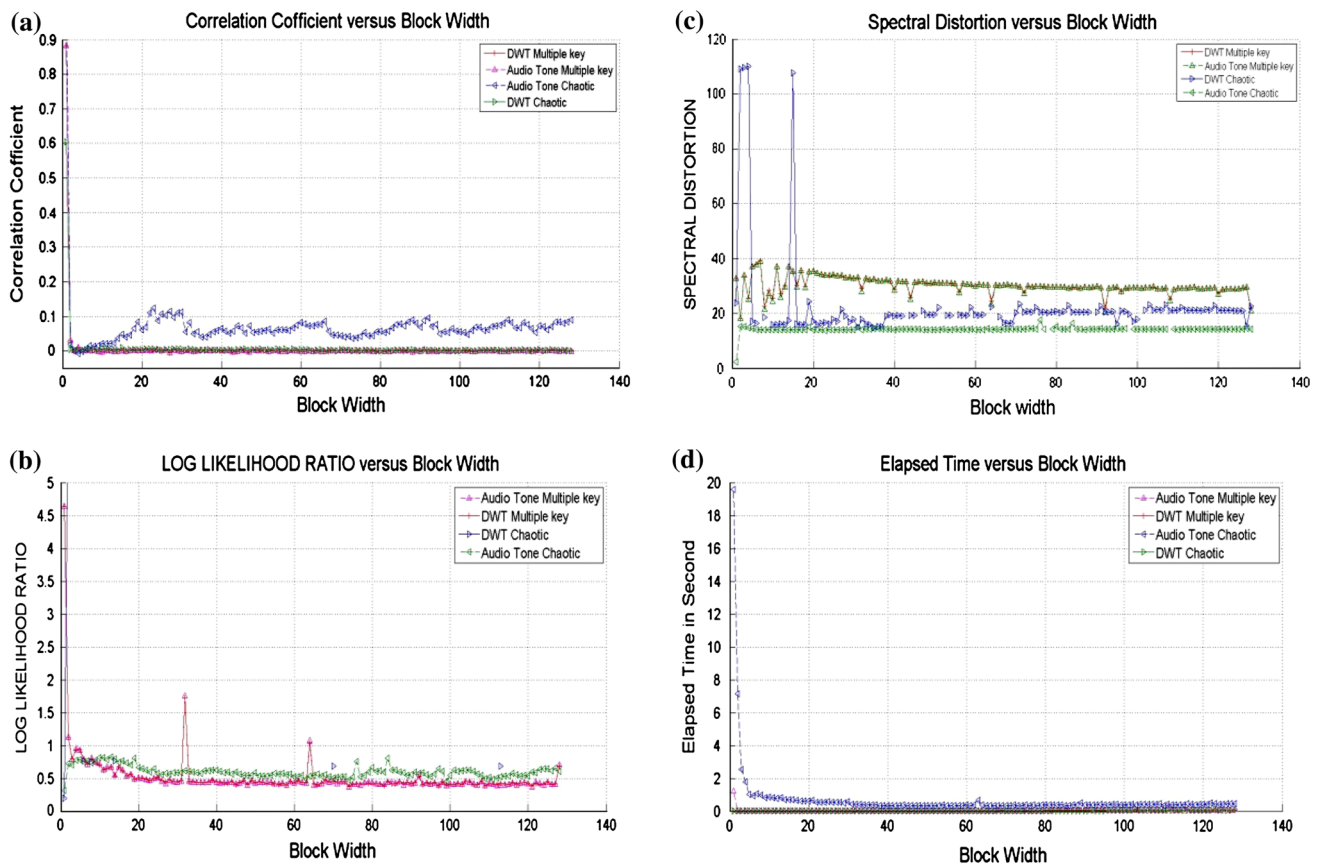 (a)
Correlation Cofficient versus Block Width
Correlation Cofficient
0.9
0.8
0.7
0.6
0.5
0.4
0.3
0.2
0.1
0
0 20 40 60 80 100 120 140
Block Width
DWT Multiple key
Audio Tone Multiple key
Audio Tone Chaotic
DWT Chaotic
(c)
Spectral Distortion versus Block Width
SPECTRAL DISTORTION
120
100
80
60
40
20
0
0 20 40 60 80 100 120 140
Block width
DWT Multiple key
Audio Tone Multiple key
DWT Chaotic
Audio Tone Chaotic
(b)
LOG LIKELIHOOD RATIO versus Block Width
LOG LIKELIHOOD RATIO
5
4.5
4
3.5
3
2.5
2
1.5
1
0.5
0
0 20 40 60 80 100 120 140
Block Width
Audio Tone Multiple key
DWT Multiple key
DWT Chaotic
Audio Tone Chaotic
(d)
Elapsed Time versus Block Width
Elapsed Time in Second
20
18
16
14
12
10
8
6
4
2
0
0 20 40 60 80 100 120 140
Block Width
Audio Tone Multiple key
DWT Multiple key
Audio Tone Chaotic
DWT Chaotic